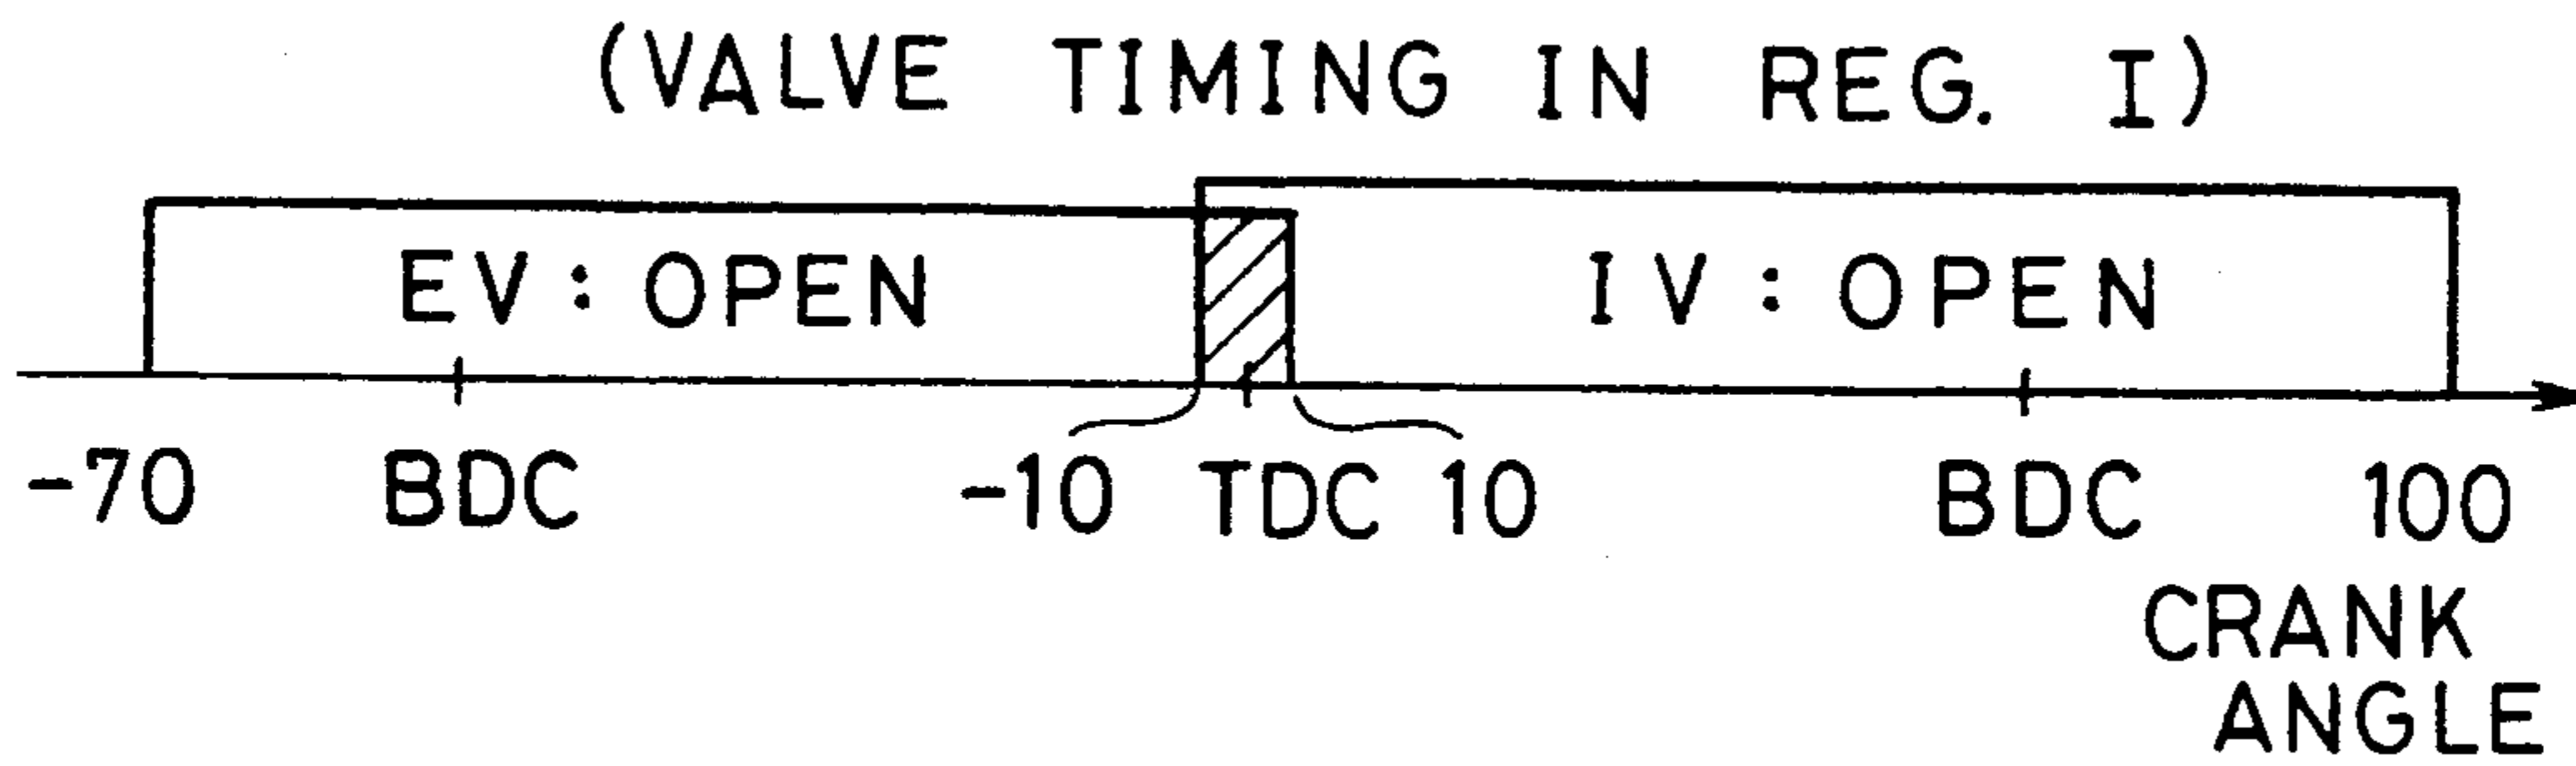 (VALVE TIMING IN REG. I)
EV: OPEN IV: OPEN
-70 BDC -10 TDC 10 BDC 100
CRANK
ANGLE